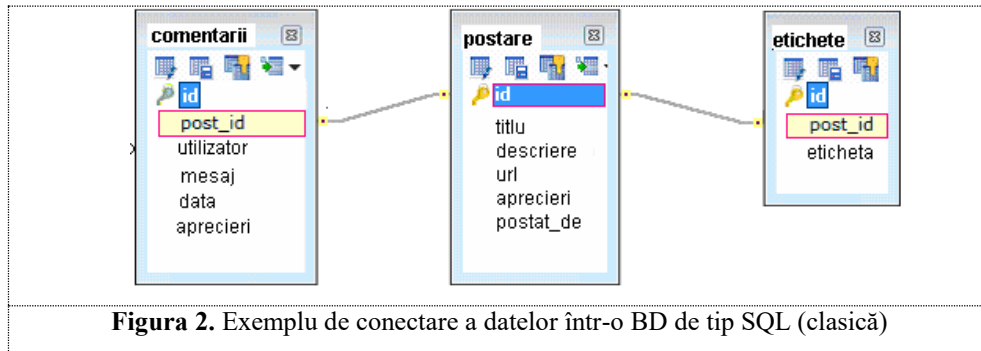 comentarii
id
post_id
utilizator
mesaj
data
aprecieri
postare
id
titlu
descriere
url
aprecieri
postat_de
etichete
id
post_id
eticheta
Figura 2. Exemplu de conectare a datelor într-o BD de tip SQL (clasică)